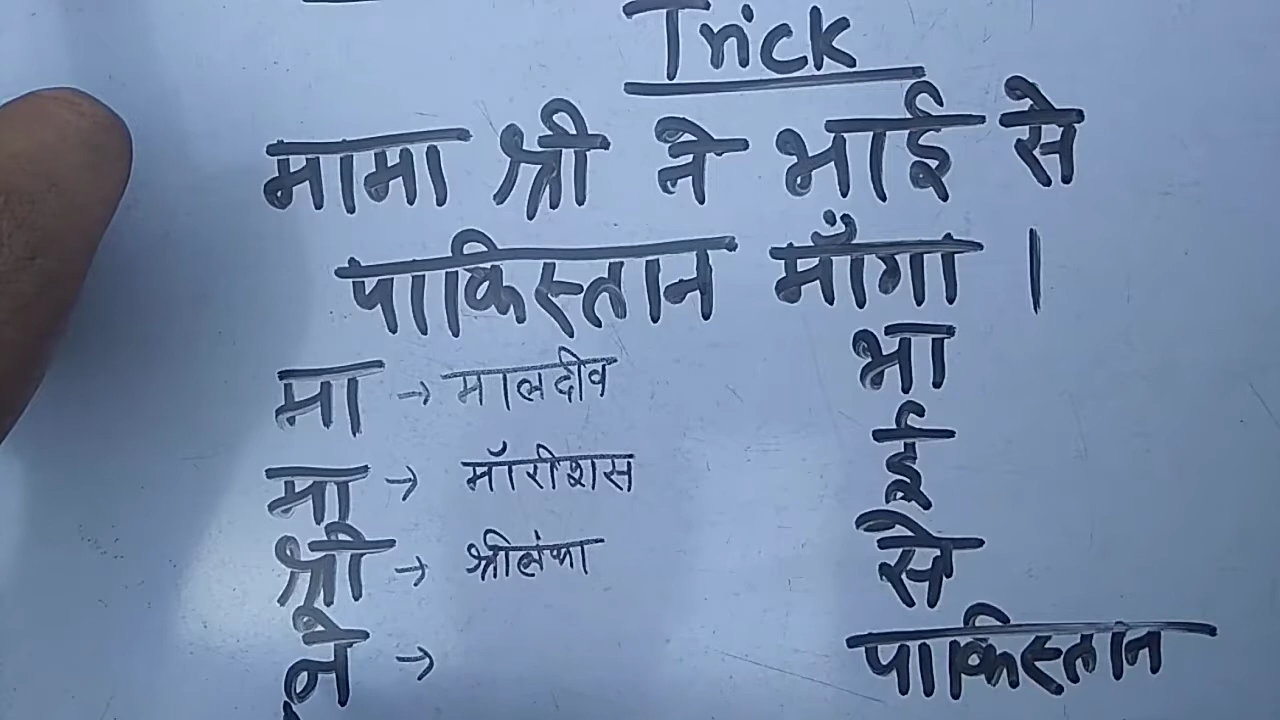 Trick
मामा श्री ने भाई से
पाकिस्तान माँगा ।
मा → मालदीव
मा → मॉरीशस
श्री → श्रीलंका
ने →
भा
ई
से
पाकिस्तान